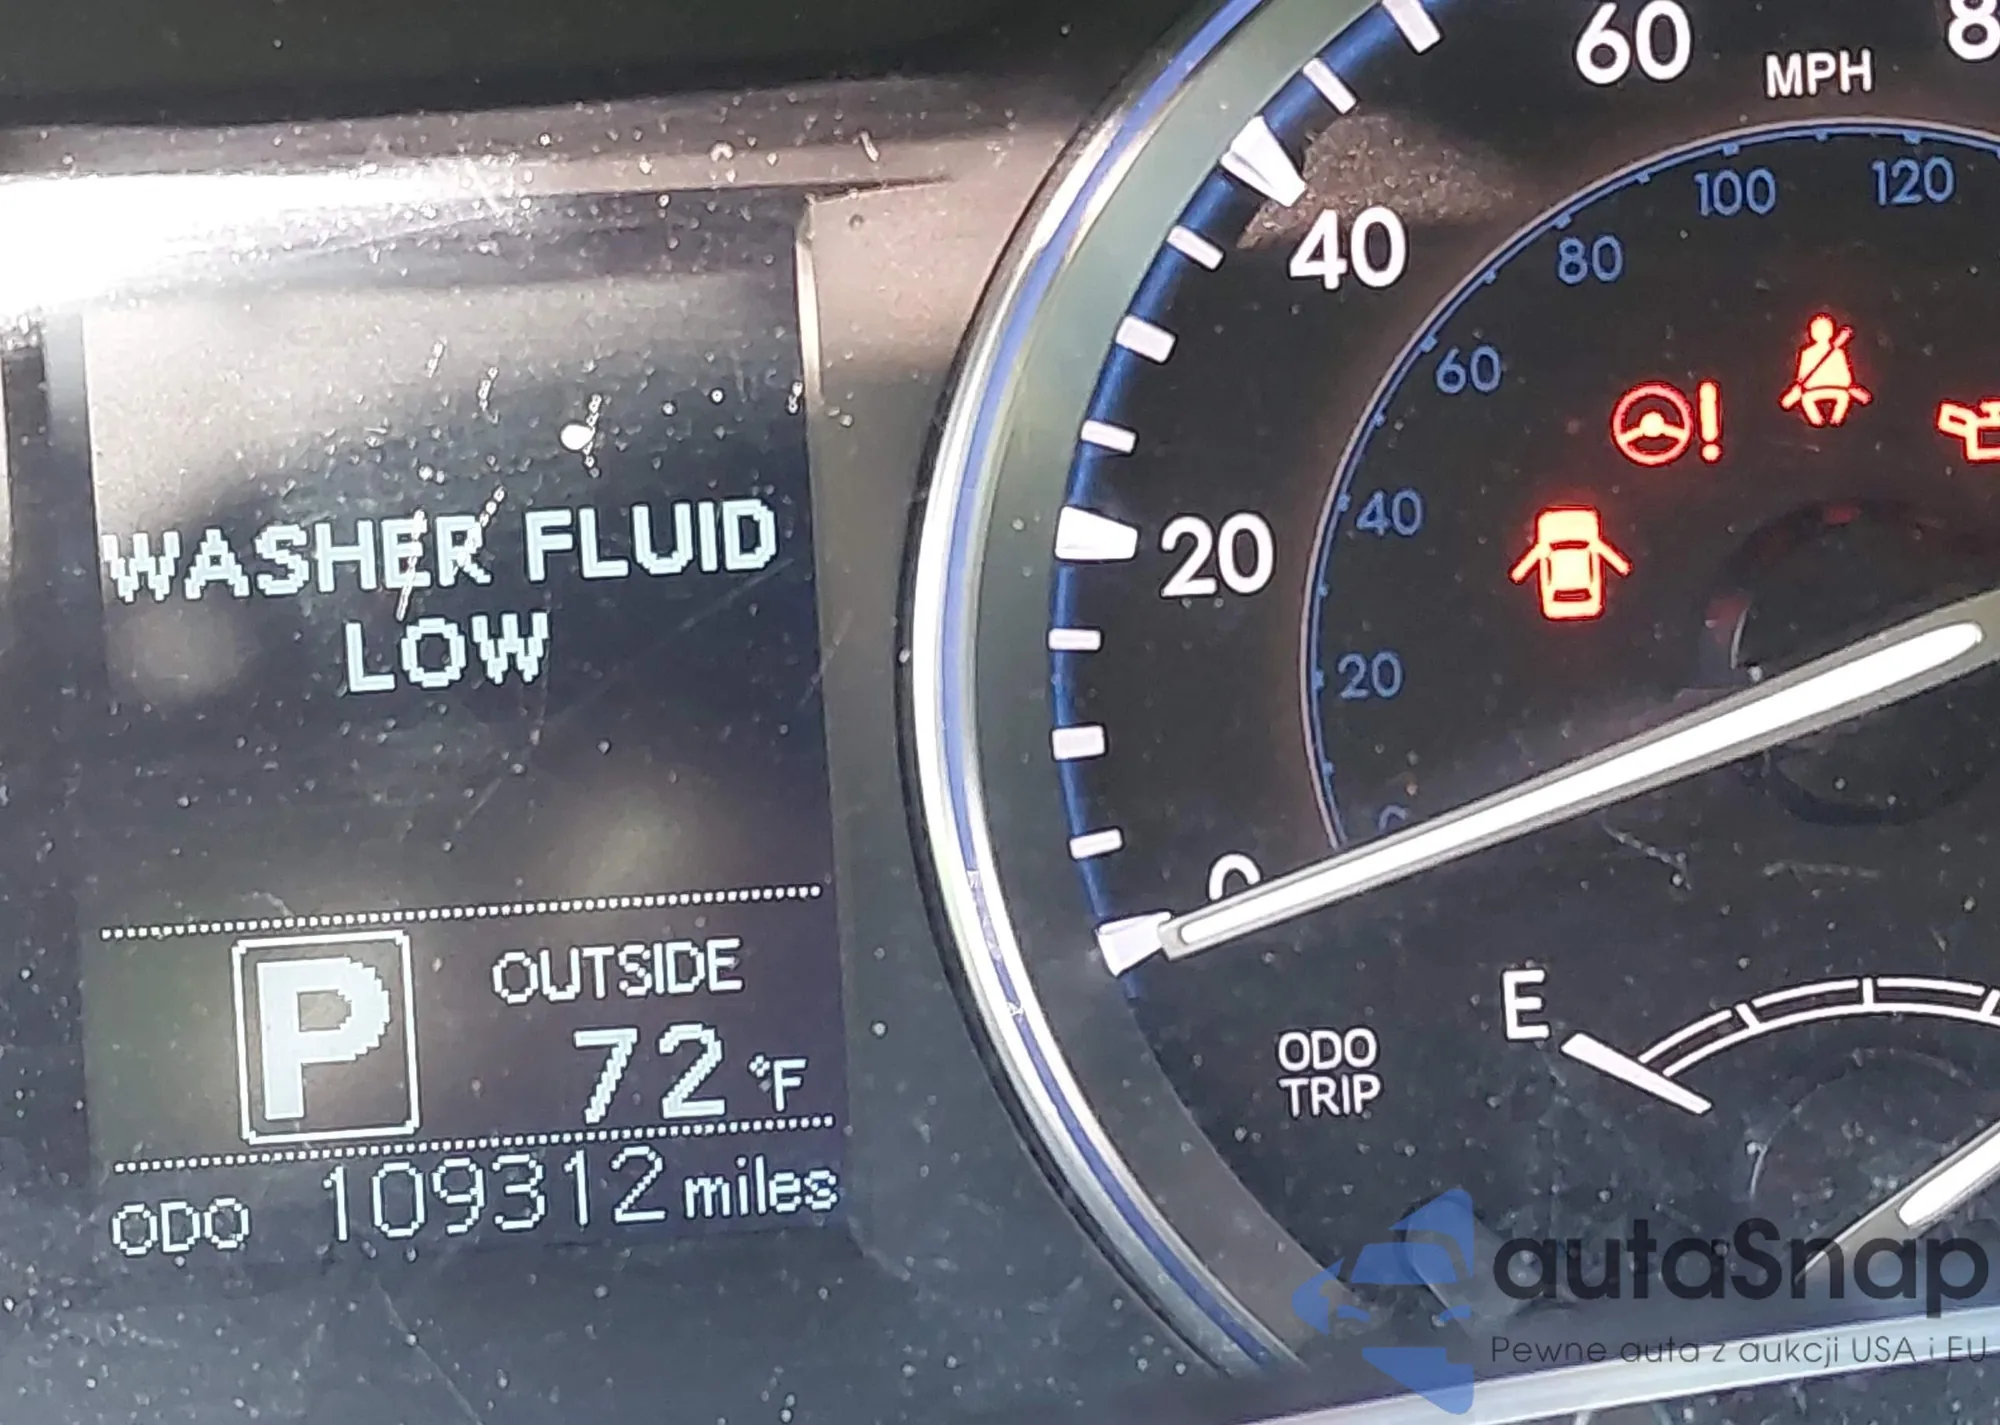 WASHER FLUID
LOW
P
OUTSIDE
72 °F
ODO 109312 miles
60
MPH
40
20
0
100
120
80
60
40
20
!
E
ODO
TRIP
autaSnap
Pewne auta z aukcji USA i EU